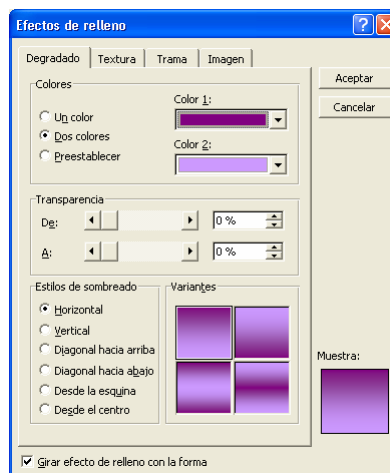 Efectos de relleno
Degradado Textura Trama Imagen
Aceptar
Cancelar
Colores
Un color
Dos colores
Preestablecer
Color 1:
Color 2:
Transparencia
De: 0 %
A: 0 %
Estilos de sombreado
Horizontal
Vertical
Diagonal hacia arriba
Diagonal hacia abajo
Desde la esquina
Desde el centro
Variantes
Muestra:
Girar efecto de relleno con la forma